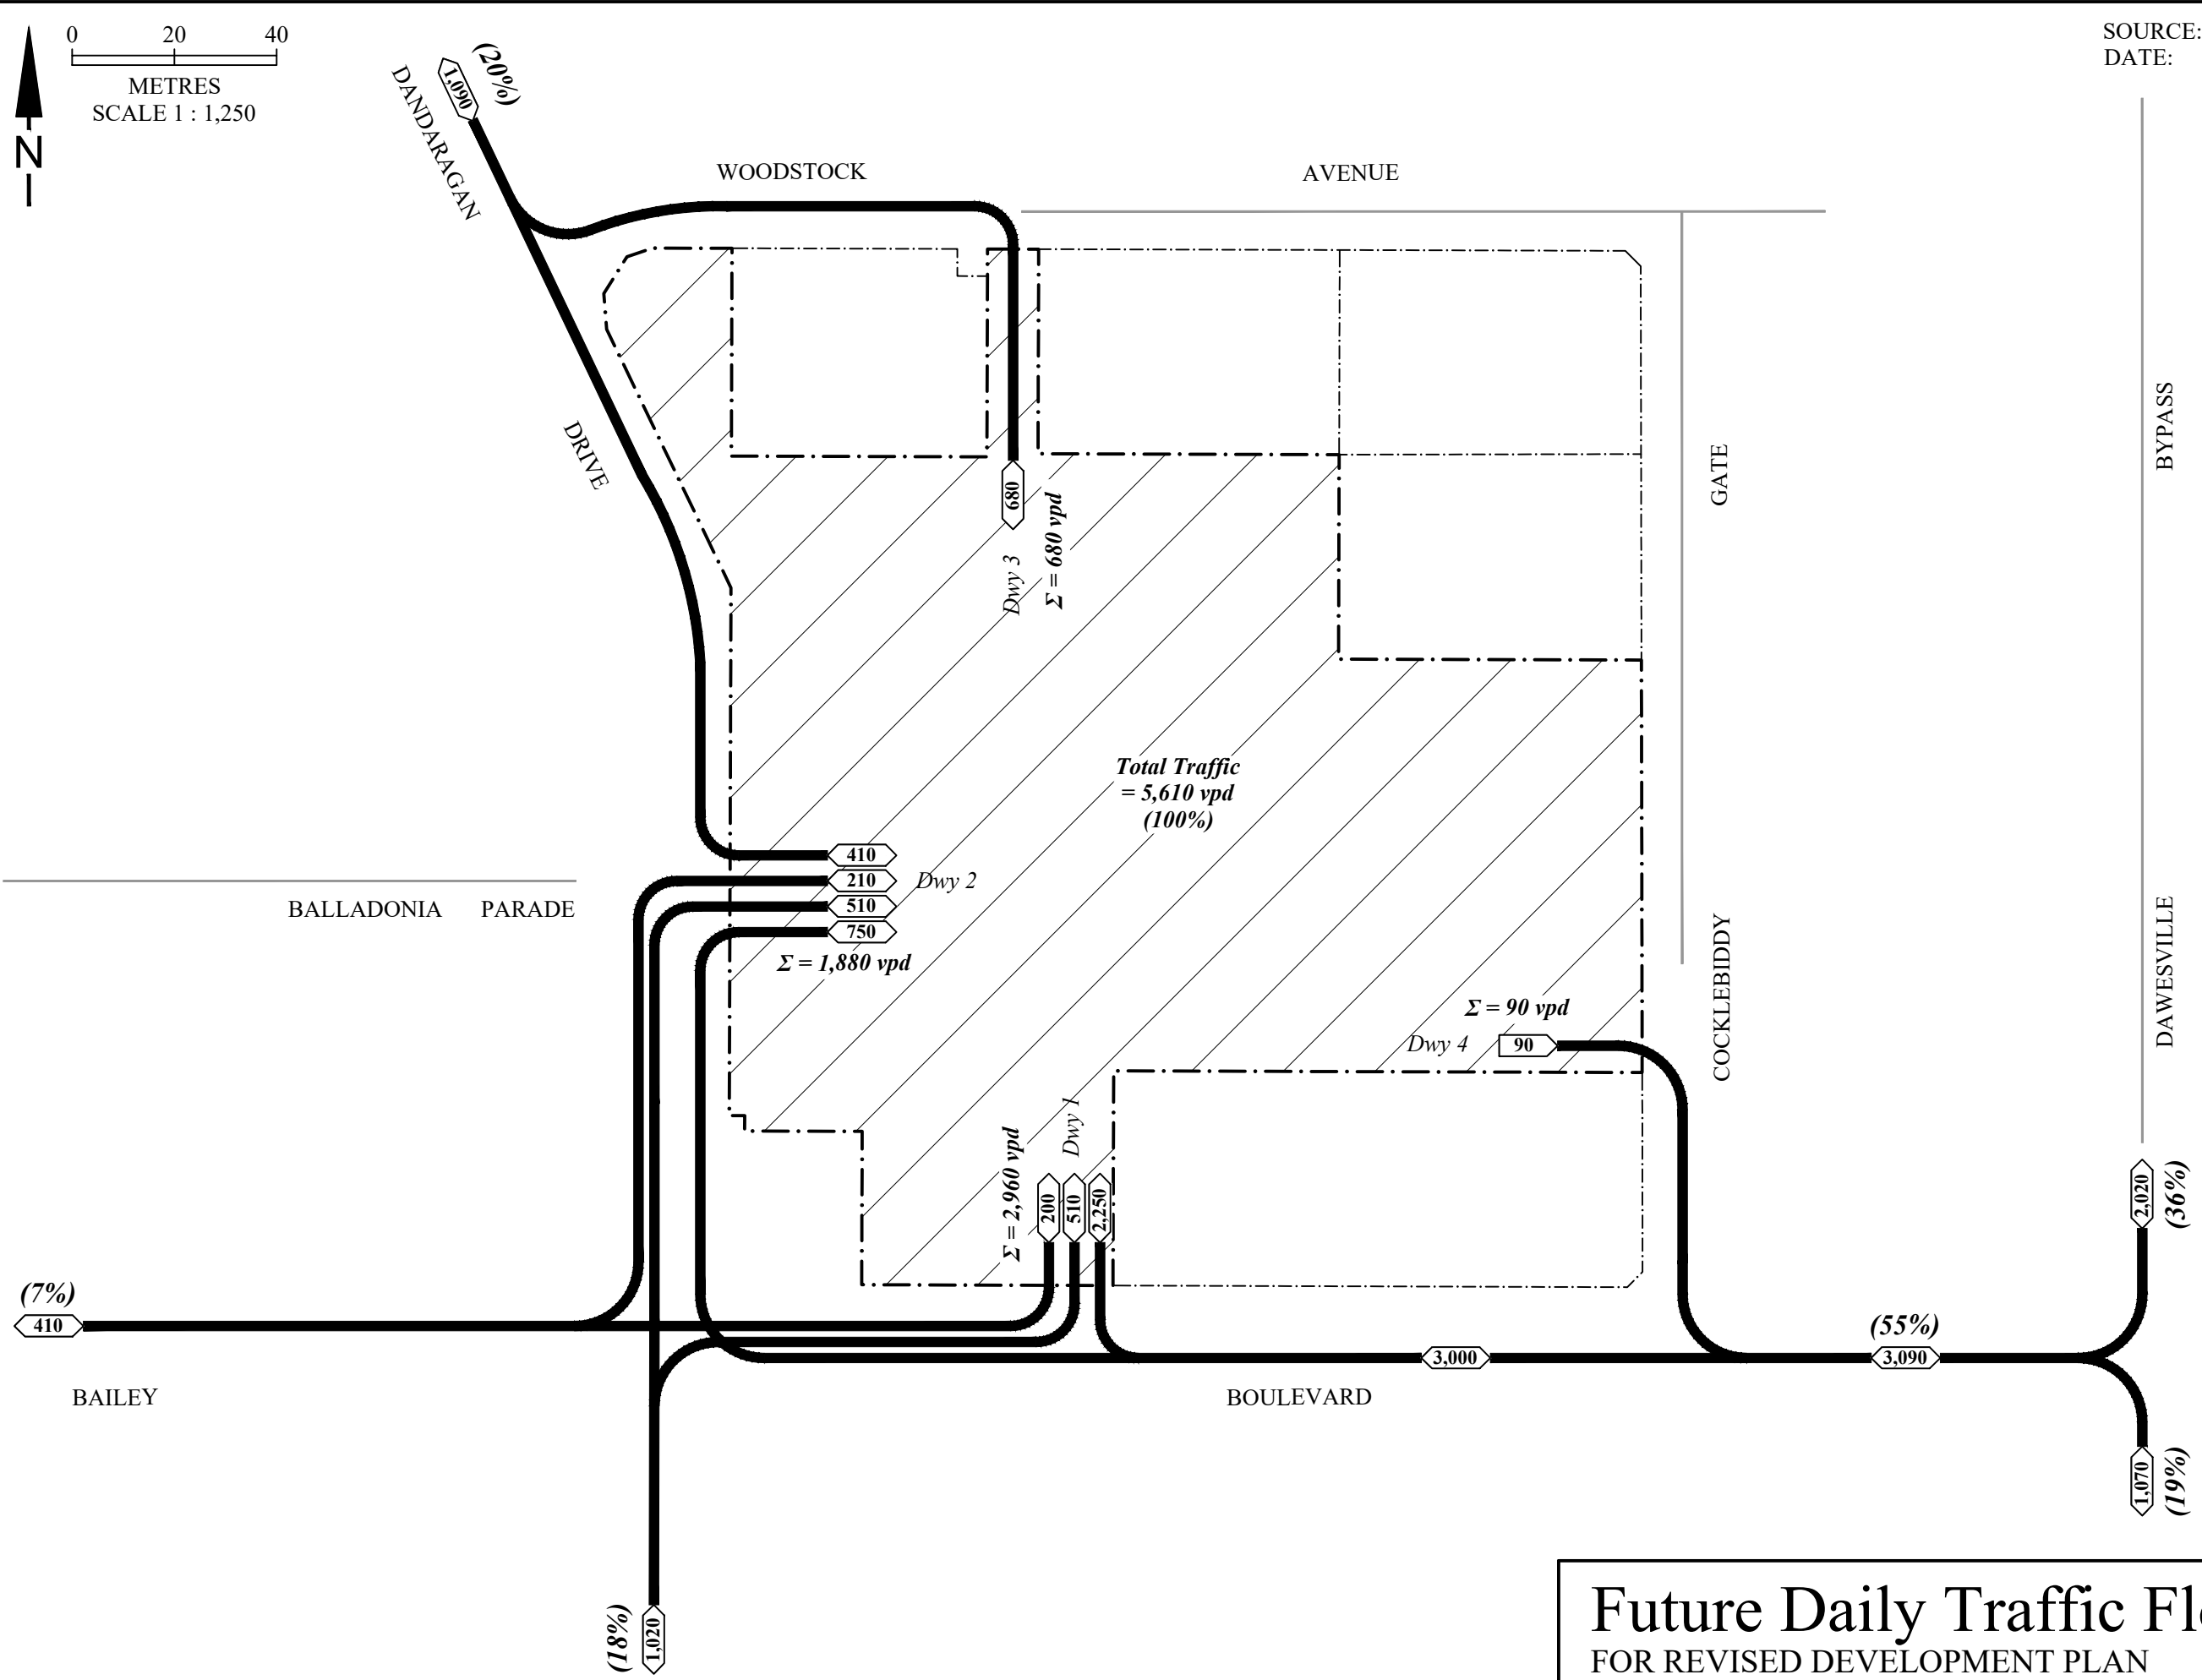 0 20 40
METRES
SCALE 1 : 1,250
N
SOURCE:
DATE:
(20%)
1,090
DANDARAGAN
DRIVE
WOODSTOCK AVENUE
680
Dwy 3
Σ = 680 vpd
GATE
COCKLEBIDDY
BYPASS
DAWESVILLE
Total Traffic
= 5,610 vpd
(100%)
410
210
510
750
Dwy 2
Σ = 1,880 vpd
BALLADONIA PARADE
Σ = 90 vpd
Dwy 4
90
Dwy 1
Σ = 2,960 vpd
200
510
2,250
(7%)
410
BAILEY BOULEVARD
3,000
(55%)
3,090
2,020
(36%)
1,070
(19%)
(18%)
1,020
Future Daily Traffic Fl
FOR REVISED DEVELOPMENT PLAN